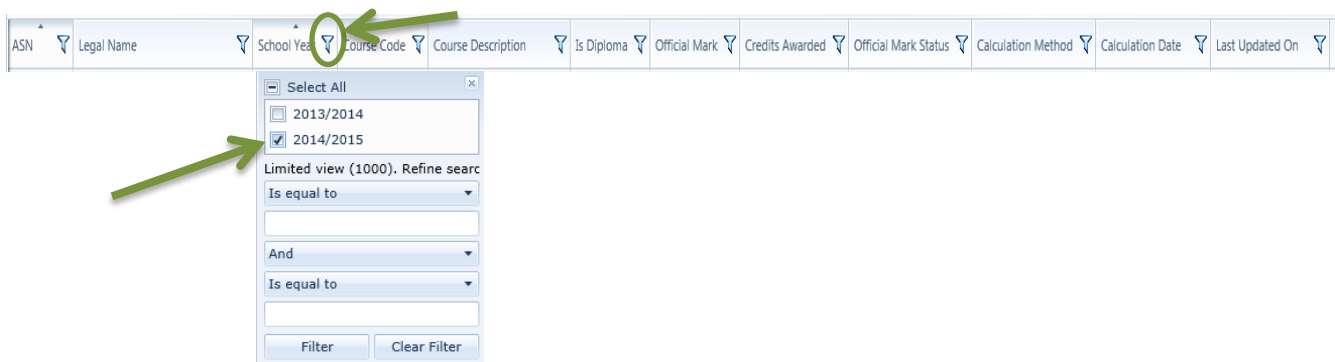 ASN Legal Name School Year Course Code Course Description Is Diploma Official Mark Credits Awarded Official Mark Status Calculation Method Calculation Date Last Updated On
Select All
2013/2014
2014/2015
Limited view (1000). Refine searc
Is equal to
And
Is equal to
Filter Clear Filter